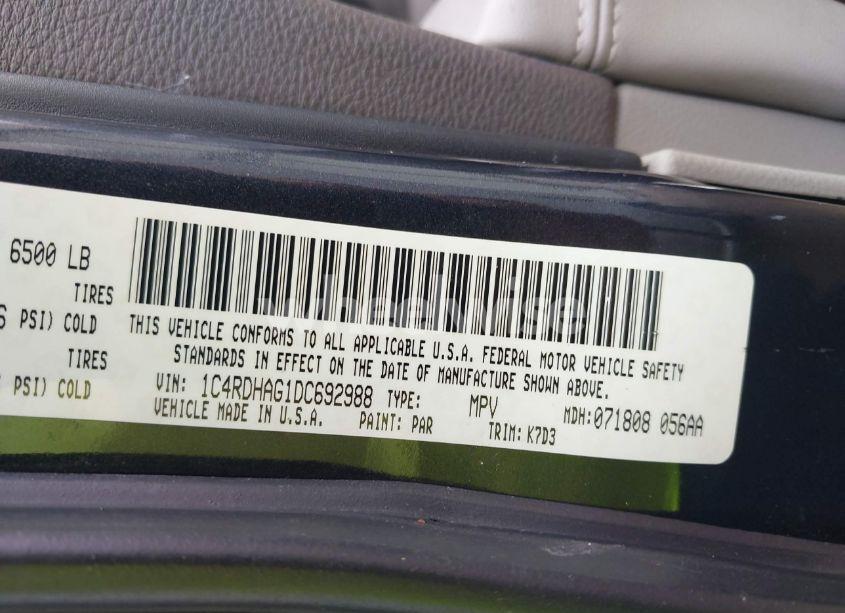 6500 LB
TIRES
PSI) COLD
TIRES
PSI) COLD
wheelwise
THIS VEHICLE CONFORMS TO ALL APPLICABLE U.S.A. FEDERAL MOTOR VEHICLE SAFETY
STANDARDS IN EFFECT ON THE DATE OF MANUFACTURE SHOWN ABOVE.
VIN: 1C4RDHAG1DC692988 TYPE: MPV MDH:071808 056AA
VEHICLE MADE IN U.S.A. PAINT: PAR TRIM: K7D3